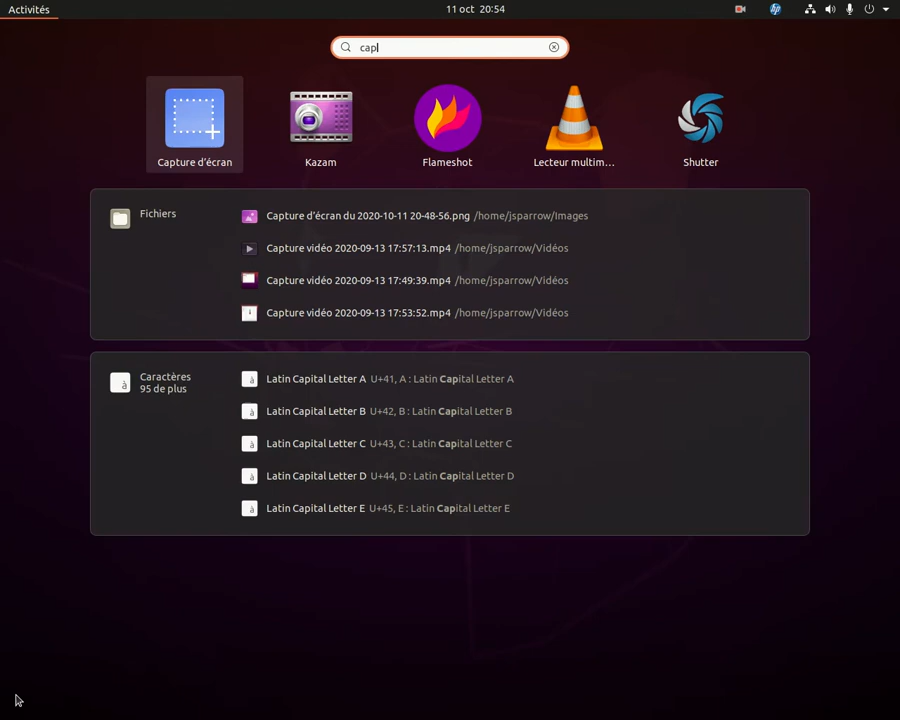 Activités
11 oct 20:54
cap
Capture d'écran
Kazam
Flameshot
Lecteur multim...
Shutter
Fichiers
Capture d'écran du 2020-10-11 20-48-56.png /home/jsparrow/Images
Capture vidéo 2020-09-13 17:57:13.mp4 /home/jsparrow/Vidéos
Capture vidéo 2020-09-13 17:49:39.mp4 /home/jsparrow/Vidéos
Capture vidéo 2020-09-13 17:53:52.mp4 /home/jsparrow/Vidéos
Caractères
95 de plus
Latin Capital Letter A U+41, A : Latin Capital Letter A
Latin Capital Letter B U+42, B : Latin Capital Letter B
Latin Capital Letter C U+43, C : Latin Capital Letter C
Latin Capital Letter D U+44, D : Latin Capital Letter D
Latin Capital Letter E U+45, E : Latin Capital Letter E